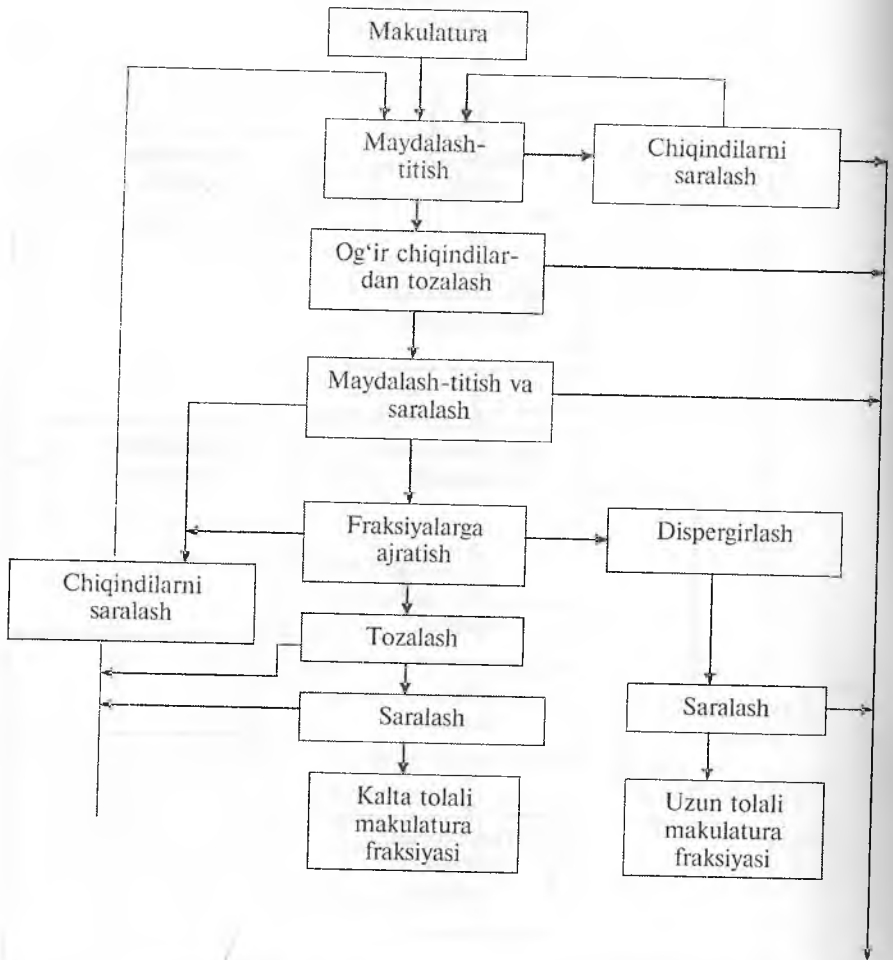 Makulatura
Maydalash-
titish
Chiqindilarni
saralash
Og‘ir chiqindilar-
dan tozalash
Maydalash-titish va
saralash
Fraksiyalarga
ajratish
Dispergirlash
Chiqindilarni
saralash
Tozalash
Saralash
Saralash
Kalta tolali
makulatura
fraksiyasi
Uzun tolali
makulatura
fraksiyasi